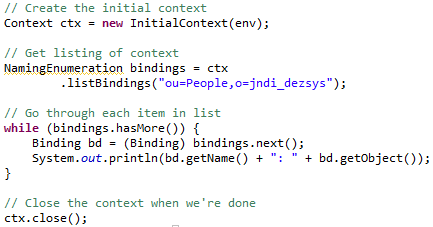 // Create the initial context
Context ctx = new InitialContext(env);
// Get listing of context
NamingEnumeration bindings = ctx
        .listBindings("ou=People,o=jndi_dezsys");
// Go through each item in list
while (bindings.hasMore()) {
    Binding bd = (Binding) bindings.next();
    System.out.println(bd.getName() + ": " + bd.getObject());
}
// Close the context when we're done
ctx.close();